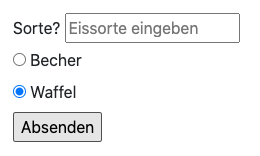 Sorte? Eissorte eingeben
Becher
Waffel
Absenden